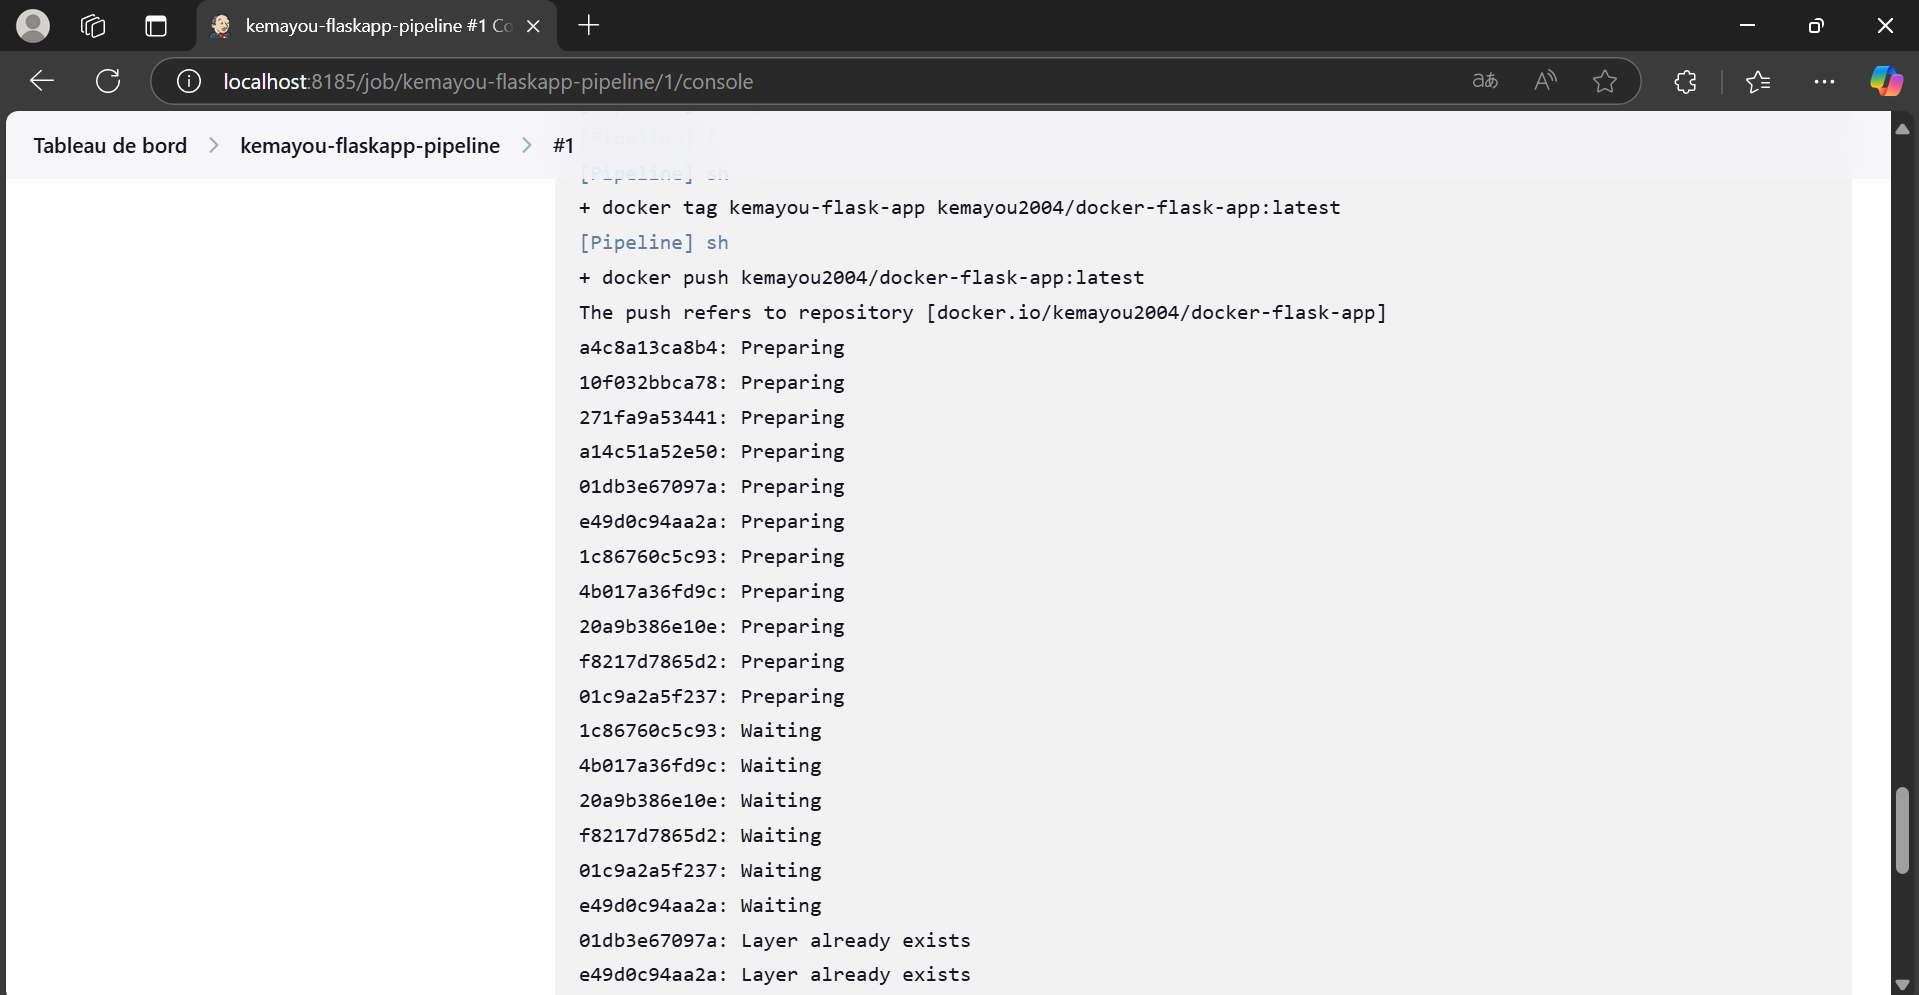 kemayou-flaskapp-pipeline #1 Co
localhost:8185/job/kemayou-flaskapp-pipeline/1/console
Tableau de bord > kemayou-flaskapp-pipeline > #1
[Pipeline] {
[Pipeline] sh
+ docker tag kemayou-flask-app kemayou2004/docker-flask-app:latest
[Pipeline] sh
+ docker push kemayou2004/docker-flask-app:latest
The push refers to repository [docker.io/kemayou2004/docker-flask-app]
a4c8a13ca8b4: Preparing
10f032bbca78: Preparing
271fa9a53441: Preparing
a14c51a52e50: Preparing
01db3e67097a: Preparing
e49d0c94aa2a: Preparing
1c86760c5c93: Preparing
4b017a36fd9c: Preparing
20a9b386e10e: Preparing
f8217d7865d2: Preparing
01c9a2a5f237: Preparing
1c86760c5c93: Waiting
4b017a36fd9c: Waiting
20a9b386e10e: Waiting
f8217d7865d2: Waiting
01c9a2a5f237: Waiting
e49d0c94aa2a: Waiting
01db3e67097a: Layer already exists
e49d0c94aa2a: Layer already exists